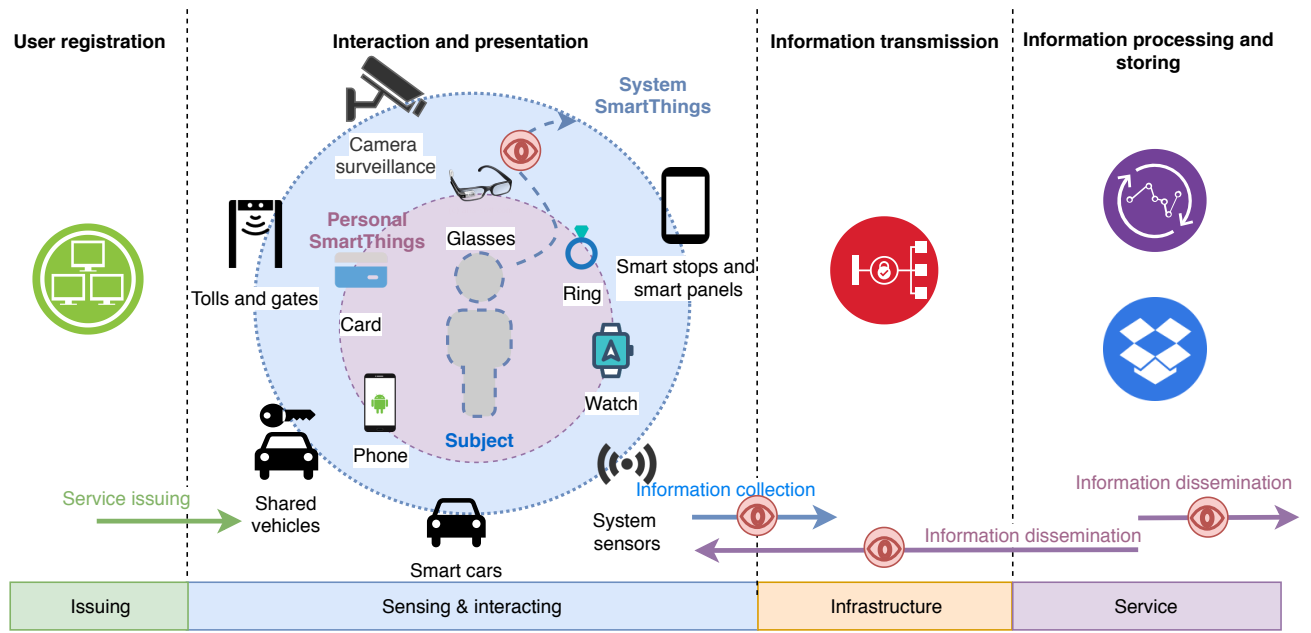 User registration
Interaction and presentation
Information transmission
Information processing and
storing
System
SmartThings
Camera
surveillance
Personal
SmartThings
Glasses
Smart stops and
smart panels
Tolls and gates
Ring
Card
Watch
Subject
Phone
Service issuing
Shared
vehicles
Information collection
Information dissemination
System
sensors
Information dissemination
Smart cars
Issuing
Sensing & interacting
Infrastructure
Service